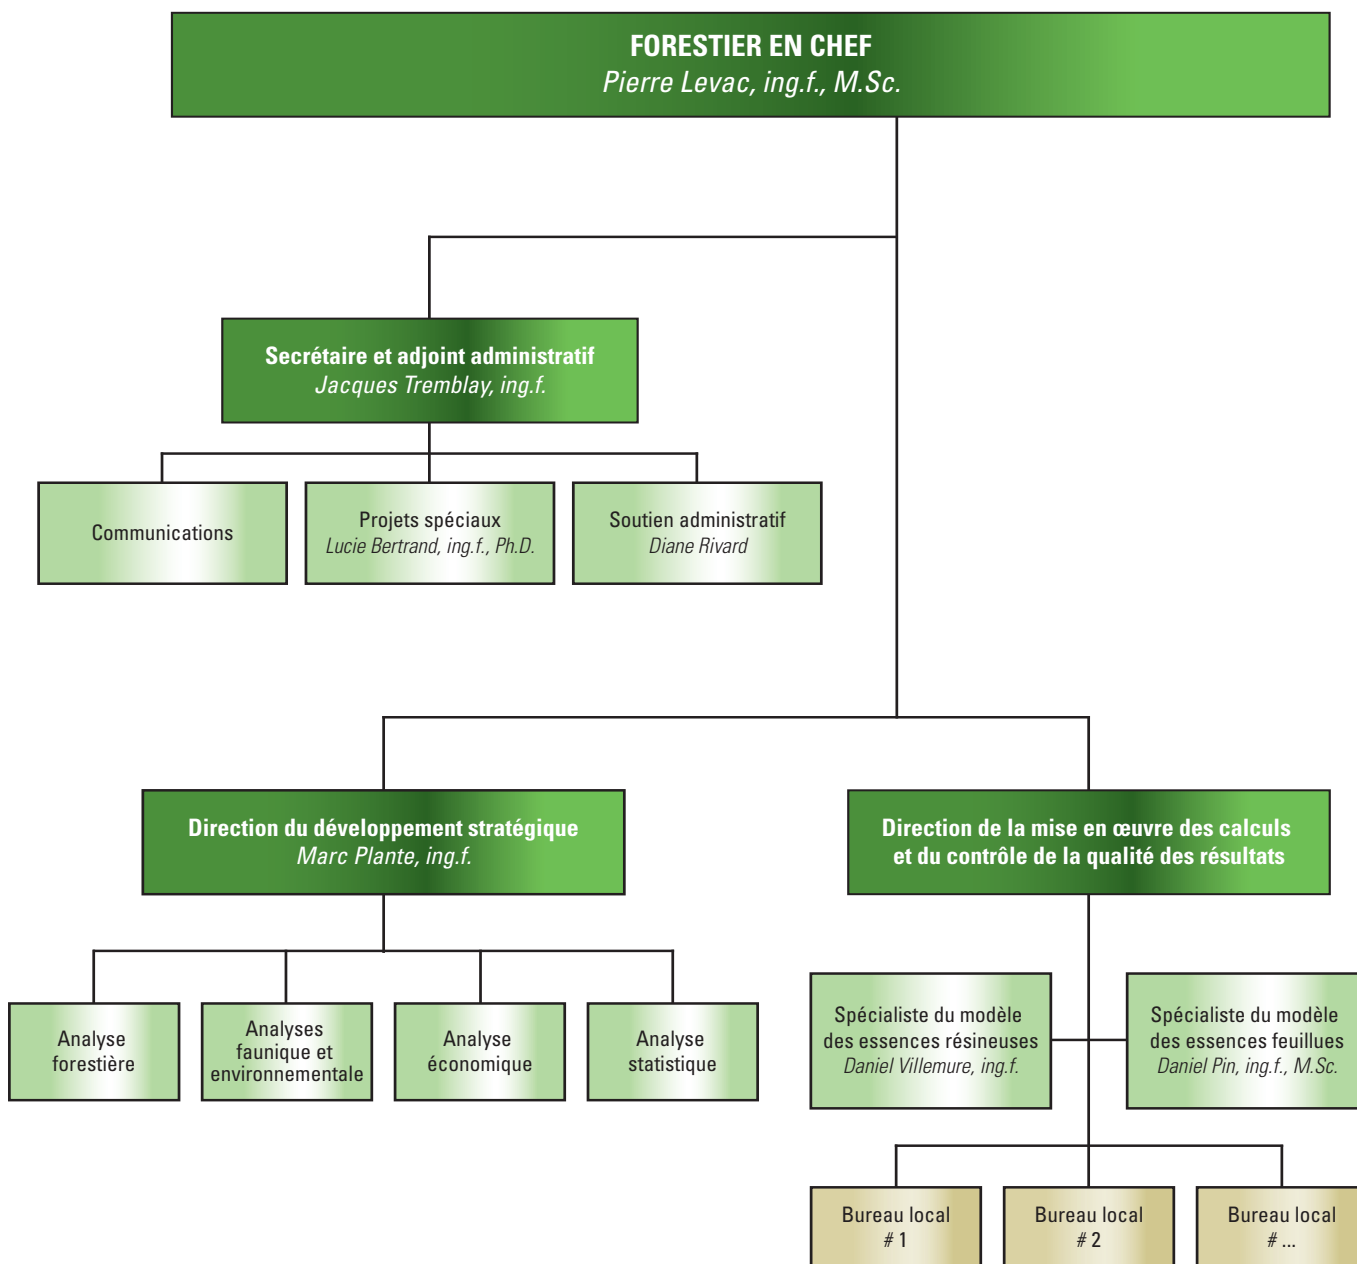 FORESTIER EN CHEF
Pierre Levac, ing.f., M.Sc.
Secrétaire et adjoint administratif
Jacques Tremblay, ing.f.
Communications
Projets spéciaux
Lucie Bertrand, ing.f., Ph.D.
Soutien administratif
Diane Rivard
Direction du développement stratégique
Marc Plante, ing.f.
Direction de la mise en œuvre des calculs
et du contrôle de la qualité des résultats
Analyse
forestière
Analyses
faunique et
environnementale
Analyse
économique
Analyse
statistique
Spécialiste du modèle
des essences résineuses
Daniel Villemure, ing.f.
Spécialiste du modèle
des essences feuillues
Daniel Pin, ing.f., M.Sc.
Bureau local
# 1
Bureau local
# 2
Bureau local
# ...